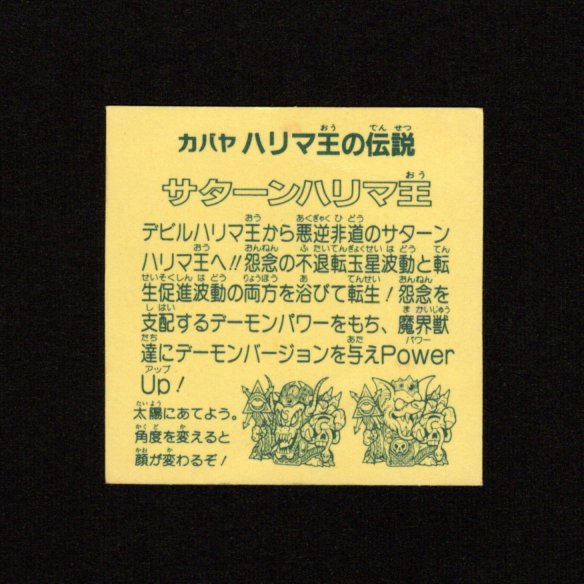 カバヤ ハリマ王の伝説
サターンハリマ王
デビルハリマ王から悪逆非道のサターン
ハリマ王へ!!怨念の不退転玉星波動と転
生促進波動の両方を浴びて転生!怨念を
支配するデーモンパワーをもち、魔界獣
達にデーモンバージョンを与えPower
Up!
太陽にあてよう。
角度を変えると
顔が変わるぞ!